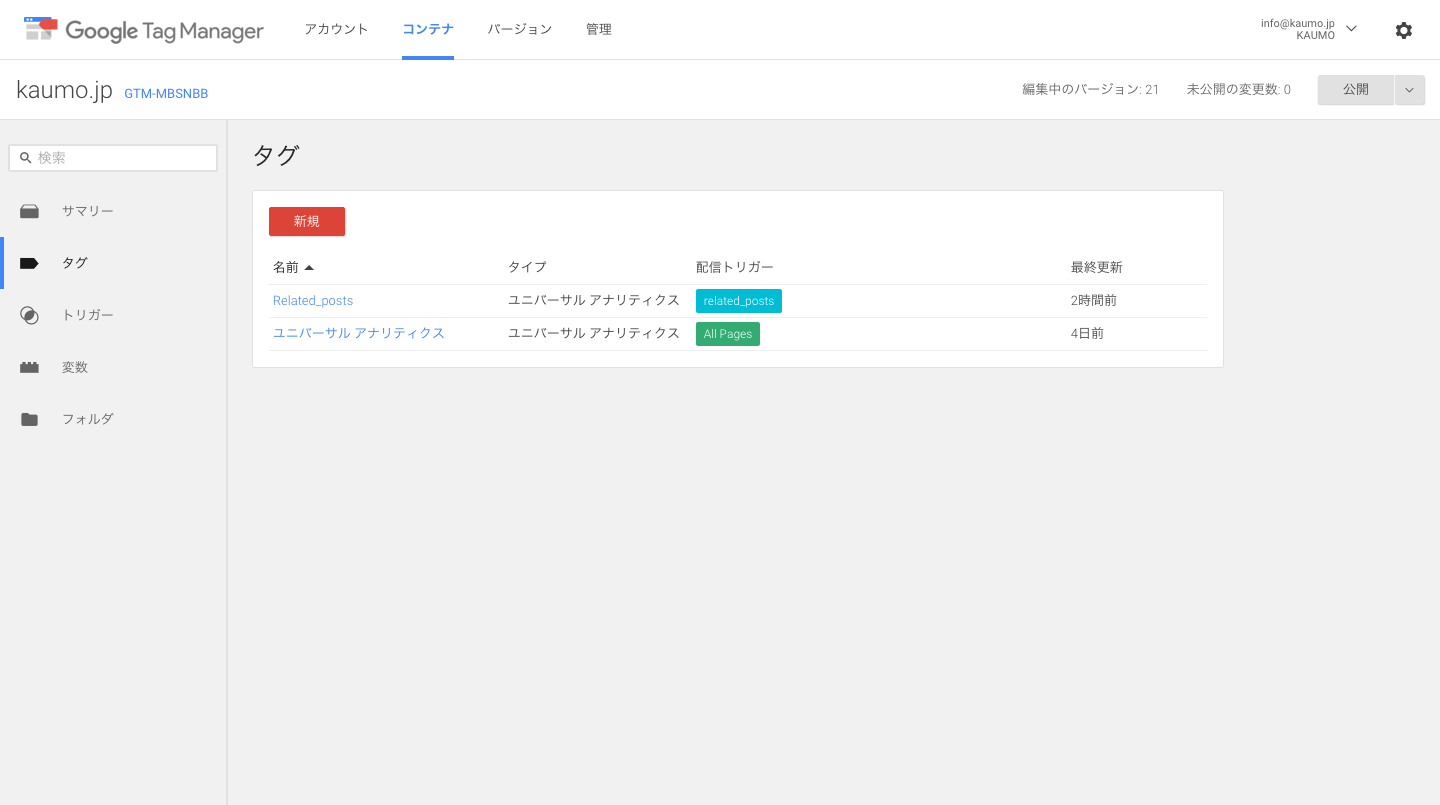 Google Tag Manager アカウント コンテナ バージョン 管理 info@kaumo.jp
KAUMO
kaumo.jp GTM-MBSNBB 編集中のバージョン: 21 未公開の変更数: 0 公開
検索
サマリー
タグ
トリガー
変数
フォルダ
タグ
新規
名前 タイプ 配信トリガー 最終更新
Related_posts ユニバーサル アナリティクス related_posts 2時間前
ユニバーサル アナリティクス ユニバーサル アナリティクス All Pages 4日前